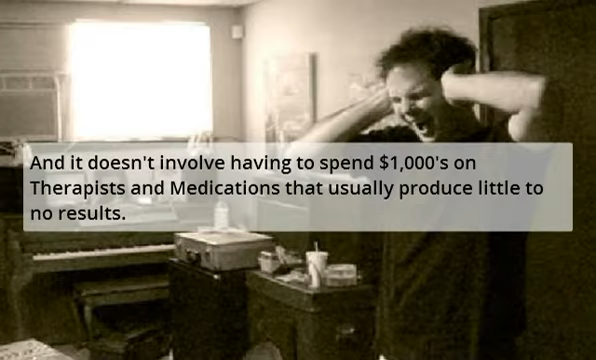 And it doesn't involve having to spend $1,000's on
Therapists and Medications that usually produce little to
no results.